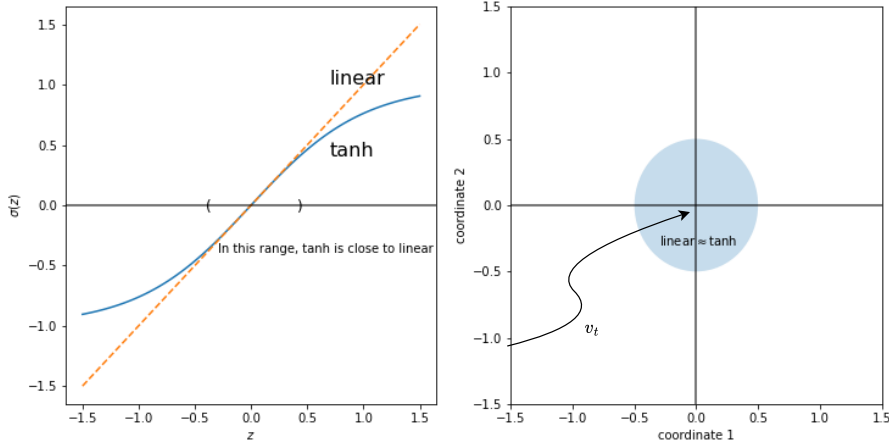 1.5
1.0
0.5
0.0
−0.5
−1.0
−1.5
σ(z)
linear
tanh
( )
In this range, tanh is close to linear
−1.5 −1.0 −0.5 0.0 0.5 1.0 1.5
z
1.5
1.0
0.5
0.0
−0.5
−1.0
−1.5
coordinate 2
linear≈tanh
v_t
−1.5 −1.0 −0.5 0.0 0.5 1.0 1.5
coordinate 1